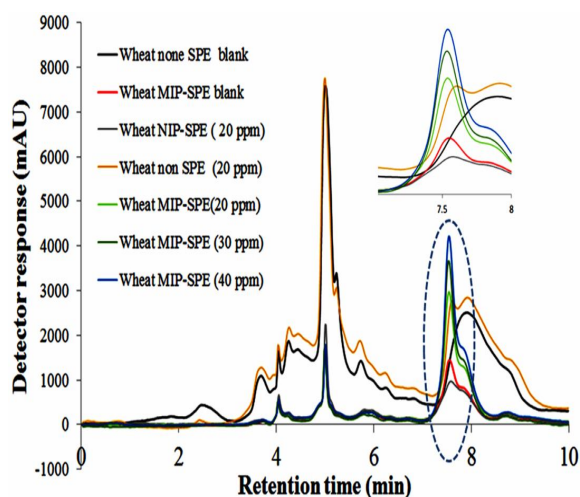 9000
8000
7000
6000
5000
4000
3000
2000
1000
0
-1000
Detector response (mAU)
Wheat none SPE blank
Wheat MIP-SPE blank
Wheat NIP-SPE ( 20 ppm)
Wheat non SPE (20 ppm)
Wheat MIP-SPE(20 ppm)
Wheat MIP-SPE (30 ppm)
Wheat MIP-SPE (40 ppm)
7.5 8
0 2 4 6 8 10
Retention time (min)